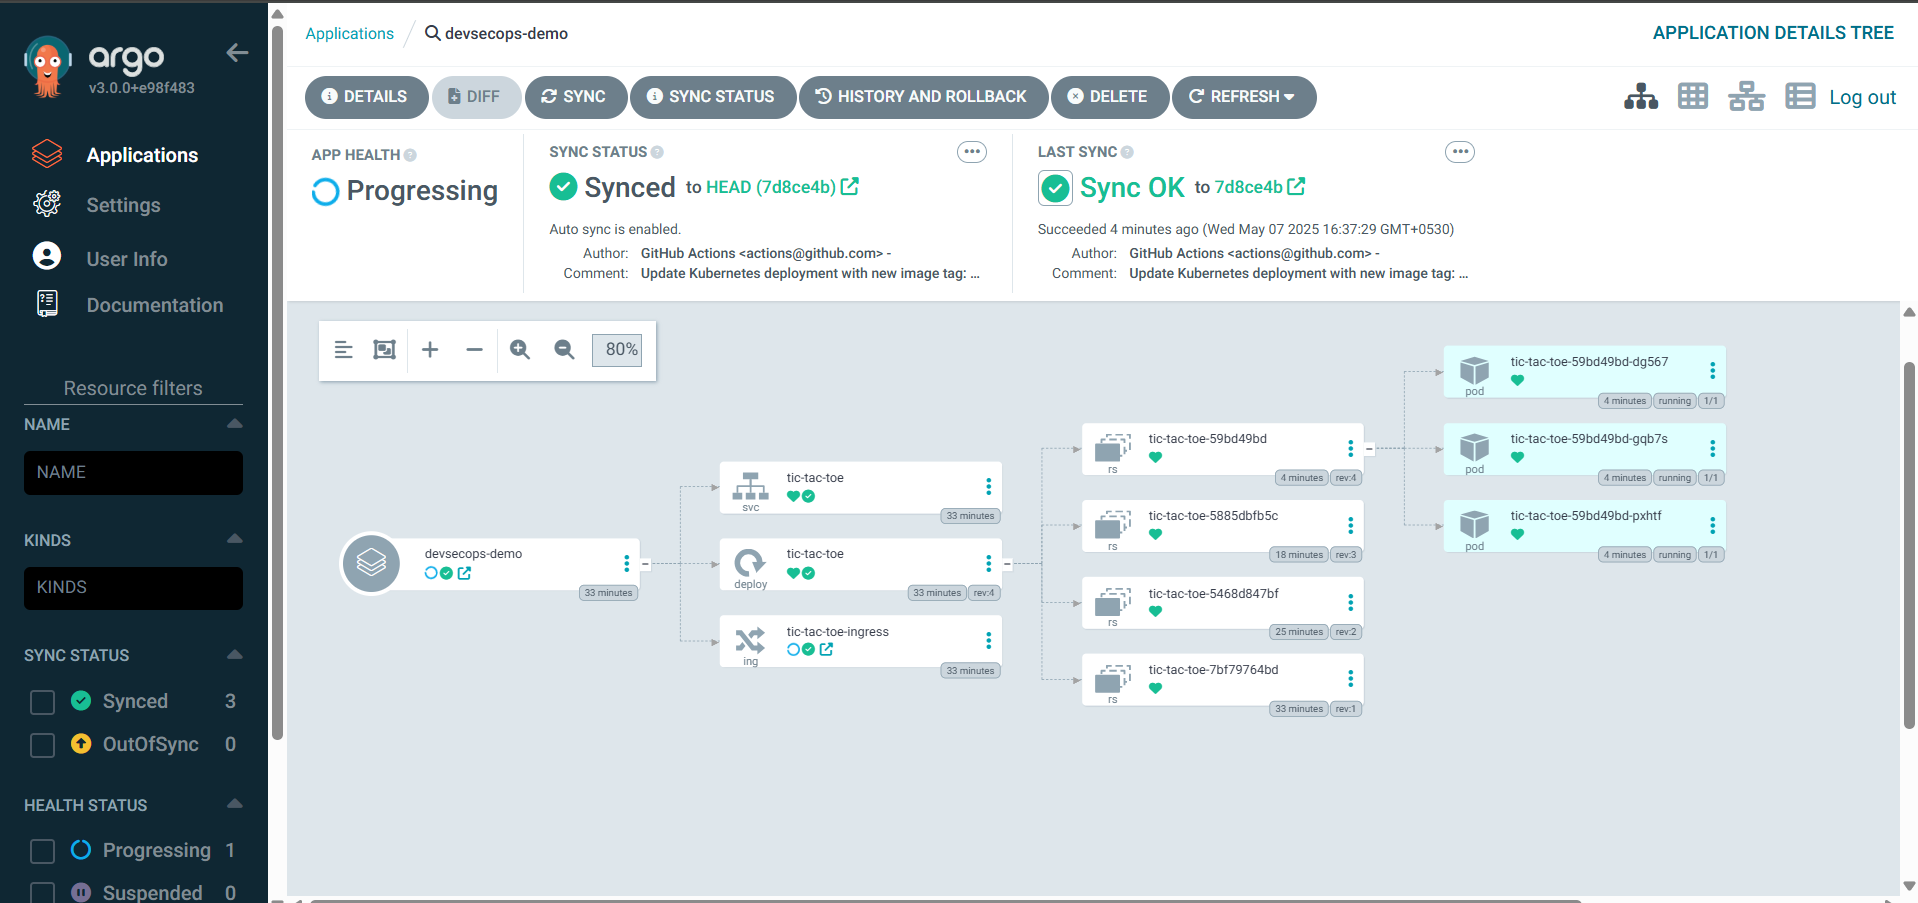 argo
v3.0.0+e98f483
Applications
Settings
User Info
Documentation
Resource filters
NAME
NAME
KINDS
KINDS
SYNC STATUS
Synced 3
OutOfSync 0
HEALTH STATUS
Progressing 1
Suspended 0
Applications / devsecops-demo
APPLICATION DETAILS TREE
DETAILS DIFF SYNC SYNC STATUS HISTORY AND ROLLBACK DELETE REFRESH Log out
APP HEALTH
Progressing
SYNC STATUS
Synced to HEAD (7d8ce4b)
Auto sync is enabled.
Author: GitHub Actions <actions@github.com> -
Comment: Update Kubernetes deployment with new image tag: ...
LAST SYNC
Sync OK to 7d8ce4b
Succeeded 4 minutes ago (Wed May 07 2025 16:37:29 GMT+0530)
Author: GitHub Actions <actions@github.com> -
Comment: Update Kubernetes deployment with new image tag: ...
80%
devsecops-demo
33 minutes
tic-tac-toe
svc
33 minutes
tic-tac-toe
deploy
33 minutes rev:4
tic-tac-toe-ingress
ing
33 minutes
tic-tac-toe-59bd49bd
rs
4 minutes rev:4
tic-tac-toe-5885dbfb5c
rs
18 minutes rev:3
tic-tac-toe-5468d847bf
rs
25 minutes rev:2
tic-tac-toe-7bf79764bd
rs
33 minutes rev:1
tic-tac-toe-59bd49bd-dg567
pod
4 minutes running 1/1
tic-tac-toe-59bd49bd-gqb7s
pod
4 minutes running 1/1
tic-tac-toe-59bd49bd-pxhtf
pod
4 minutes running 1/1